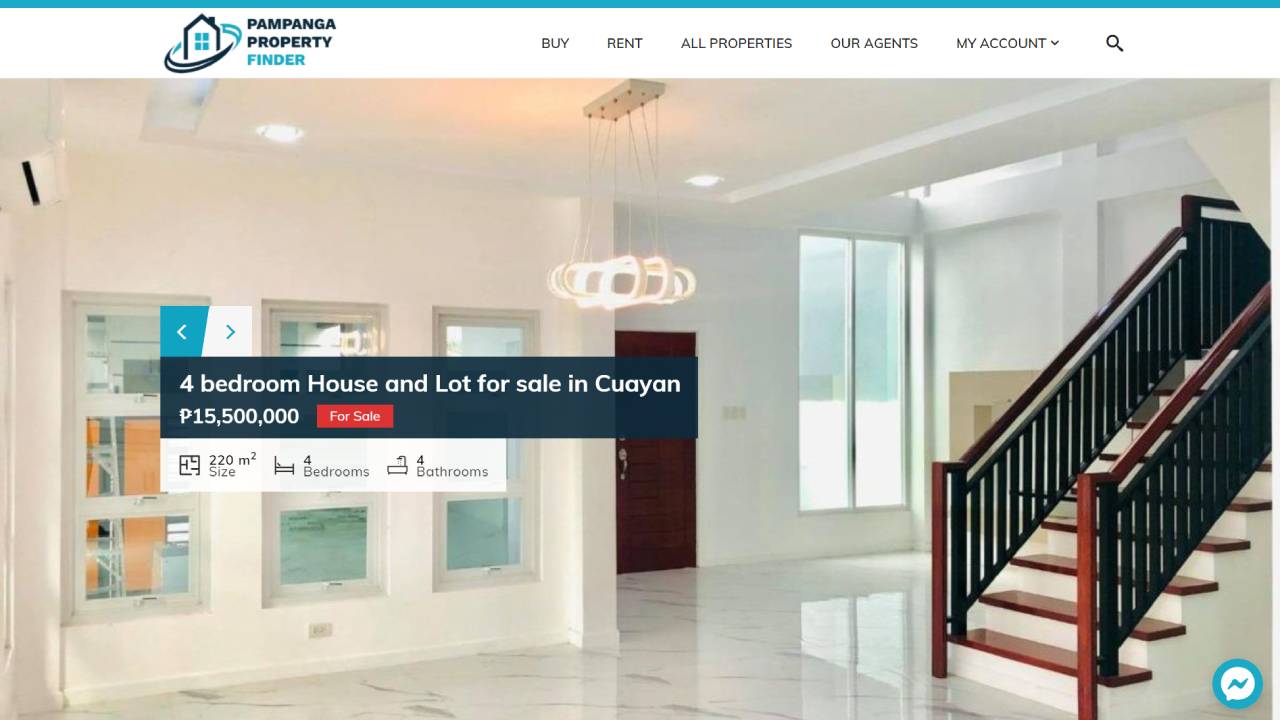 PAMPANGA
PROPERTY
FINDER
BUY RENT ALL PROPERTIES OUR AGENTS MY ACCOUNT
4 bedroom House and Lot for sale in Cuayan
₱15,500,000 For Sale
220 m² 4 4
Size Bedrooms Bathrooms